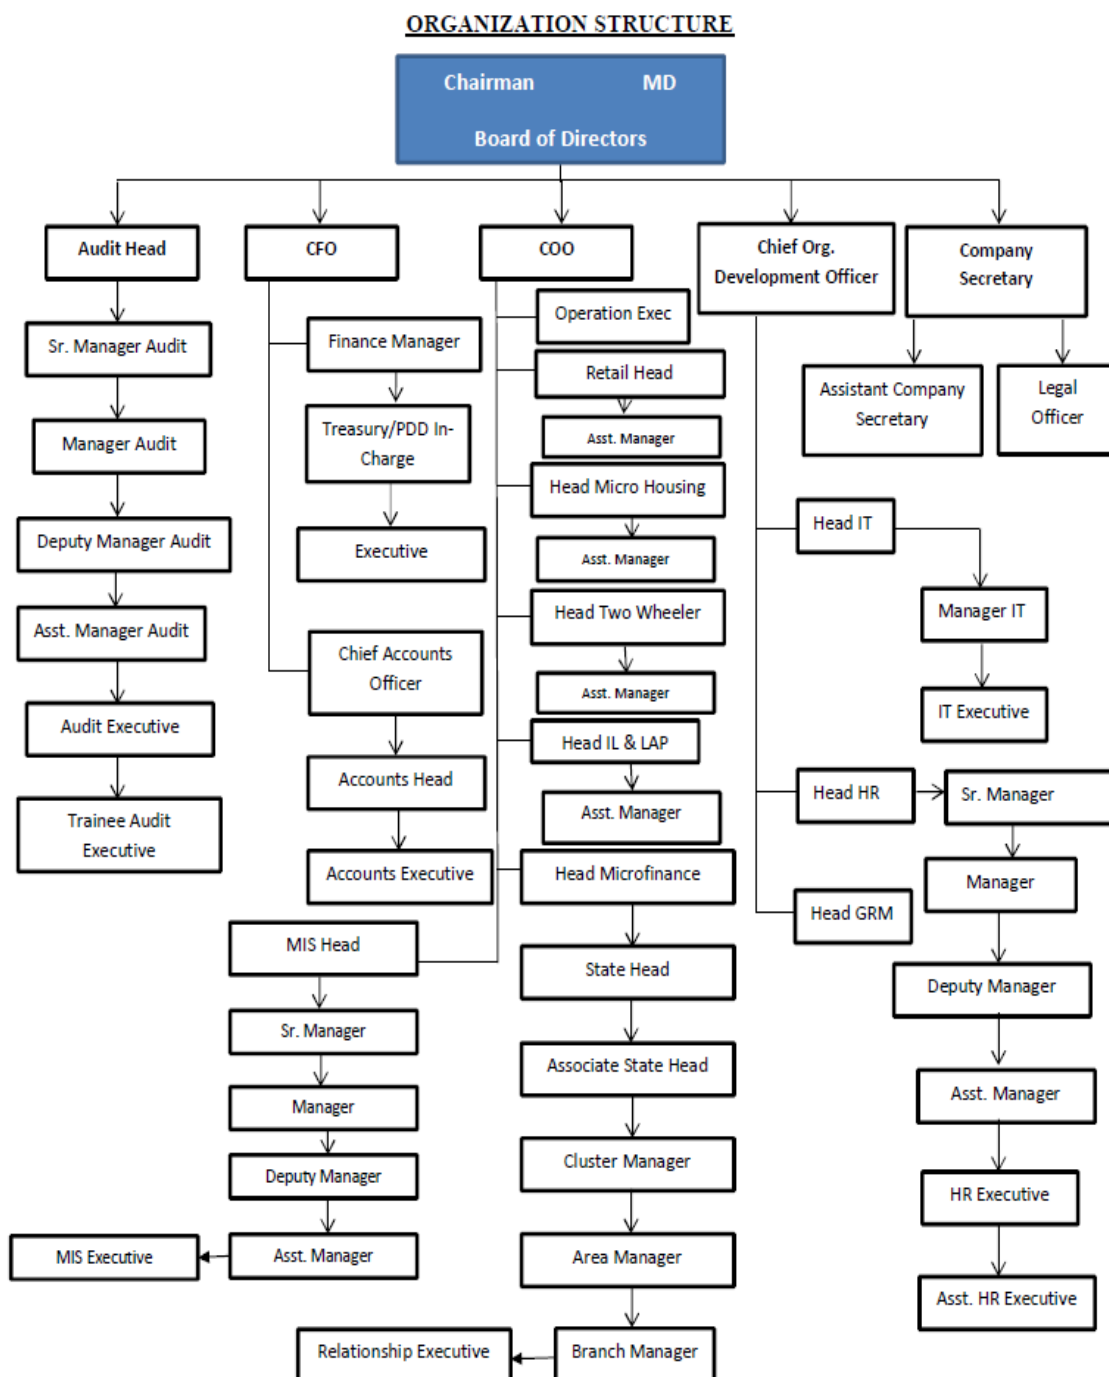 ORGANIZATION STRUCTURE
Chairman MD
Board of Directors
Audit Head
CFO
COO
Chief Org.
Development Officer
Company
Secretary
Sr. Manager Audit
Manager Audit
Deputy Manager Audit
Asst. Manager Audit
Audit Executive
Trainee Audit
Executive
Finance Manager
Treasury/PDD In-
Charge
Executive
Chief Accounts
Officer
Accounts Head
Accounts Executive
Operation Exec
Retail Head
Asst. Manager
Head Micro Housing
Asst. Manager
Head Two Wheeler
Asst. Manager
Head IL & LAP
Asst. Manager
Head Microfinance
State Head
Associate State Head
Cluster Manager
Area Manager
Branch Manager
Relationship Executive
MIS Head
Sr. Manager
Manager
Deputy Manager
Asst. Manager
MIS Executive
Assistant Company
Secretary
Legal
Officer
Head IT
Manager IT
IT Executive
Head HR
Sr. Manager
Manager
Head GRM
Deputy Manager
Asst. Manager
HR Executive
Asst. HR Executive